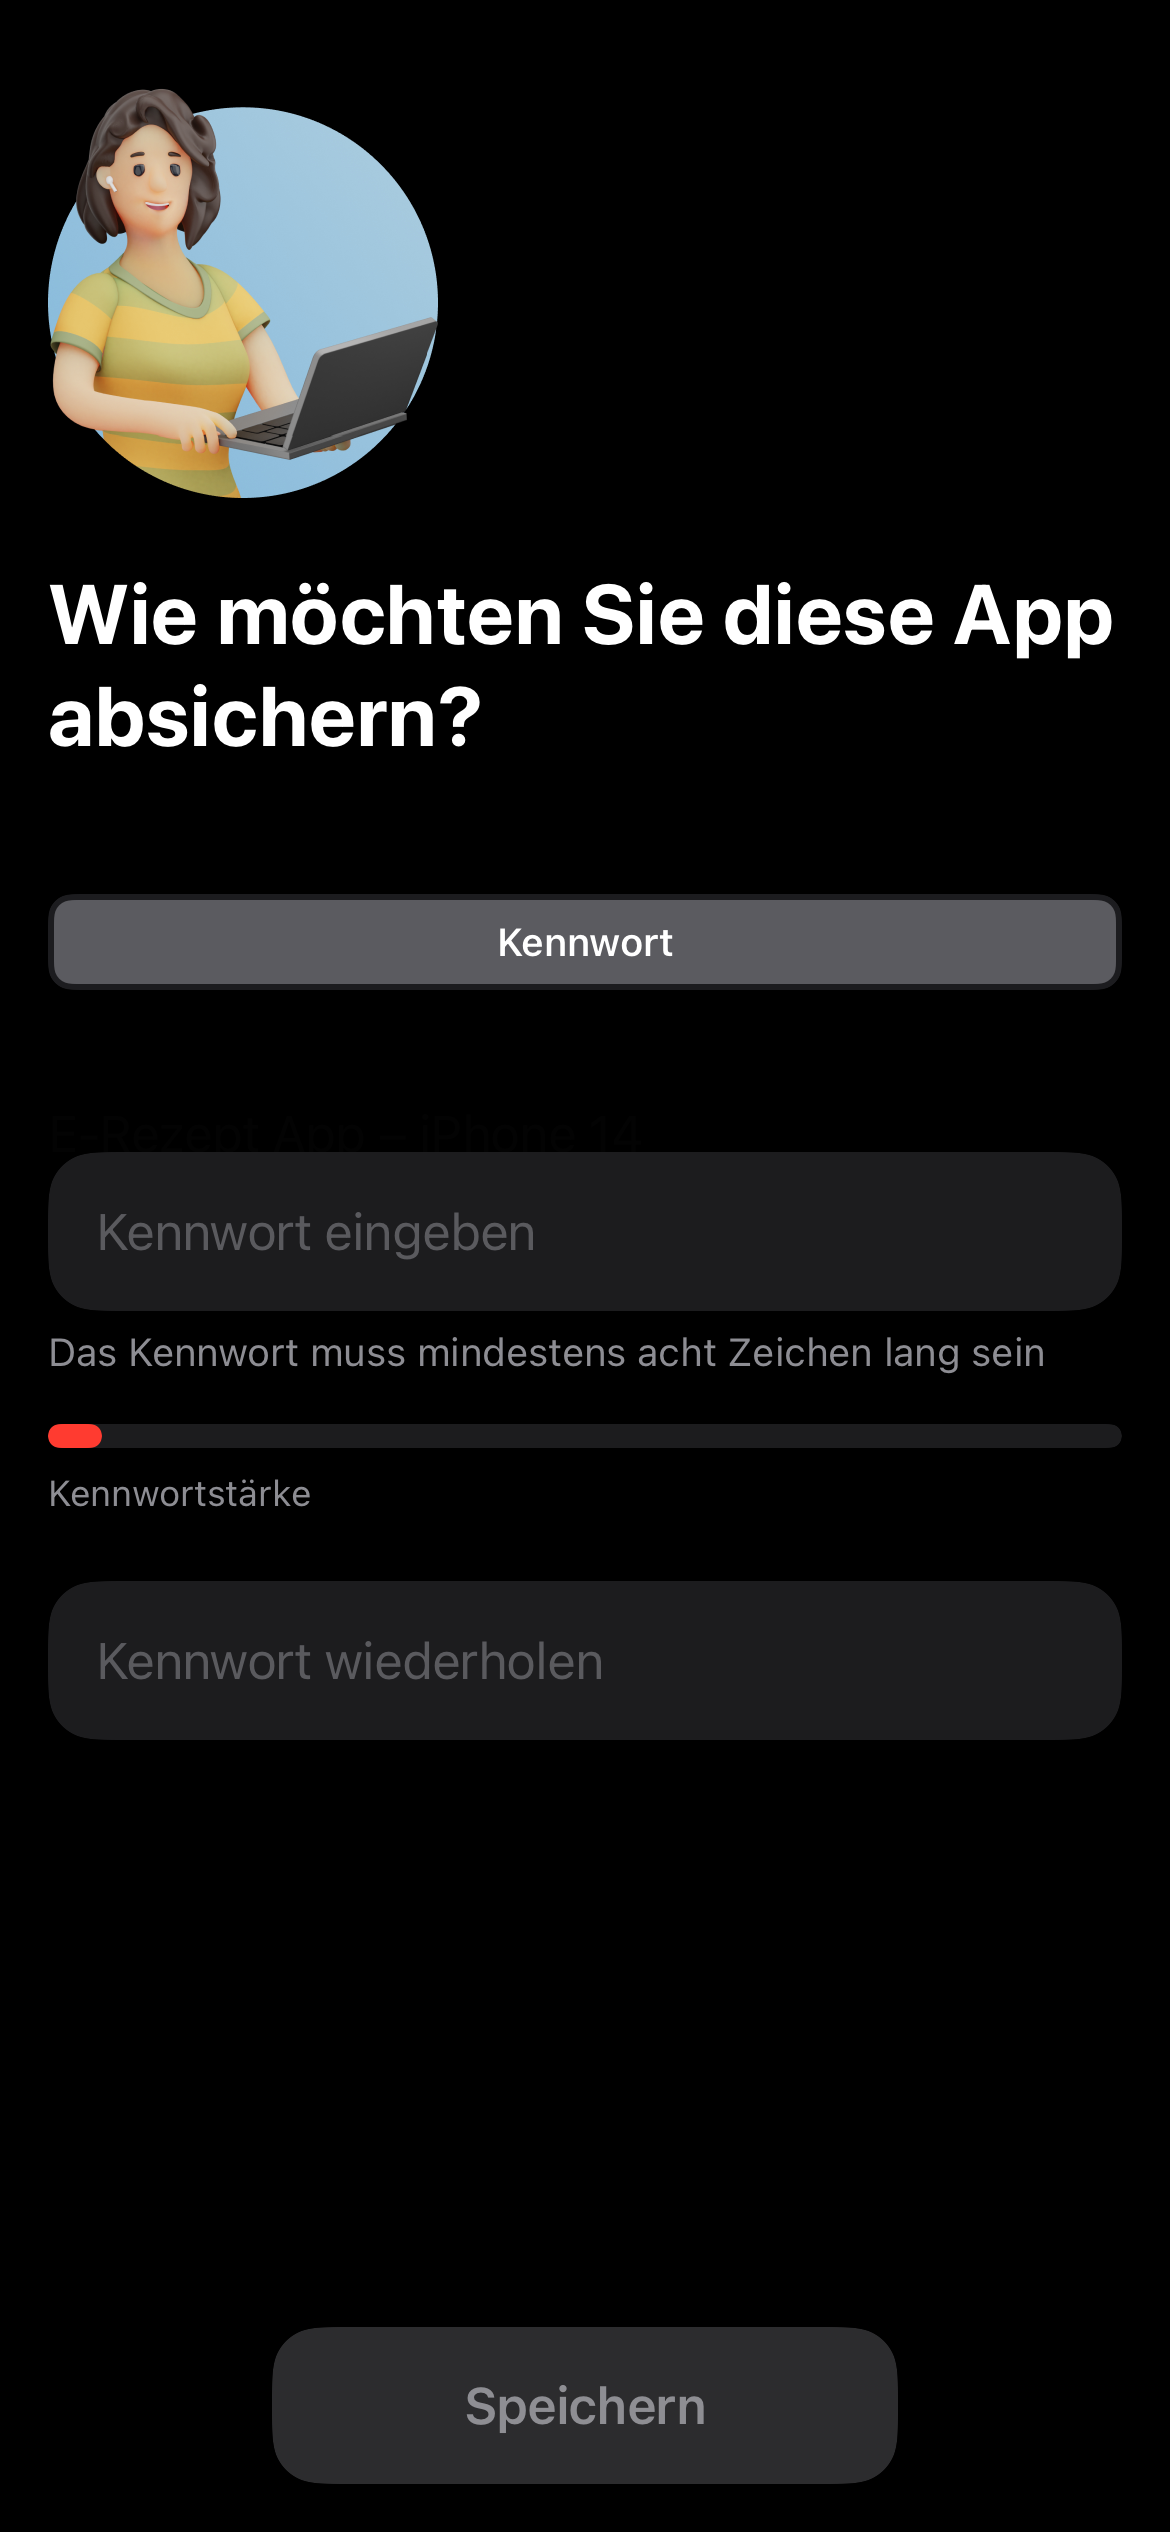 Wie möchten Sie diese App
absichern?
Kennwort
E-Rezept App – iPhone 14
Kennwort eingeben
Das Kennwort muss mindestens acht Zeichen lang sein
Kennwortstärke
Kennwort wiederholen
Speichern